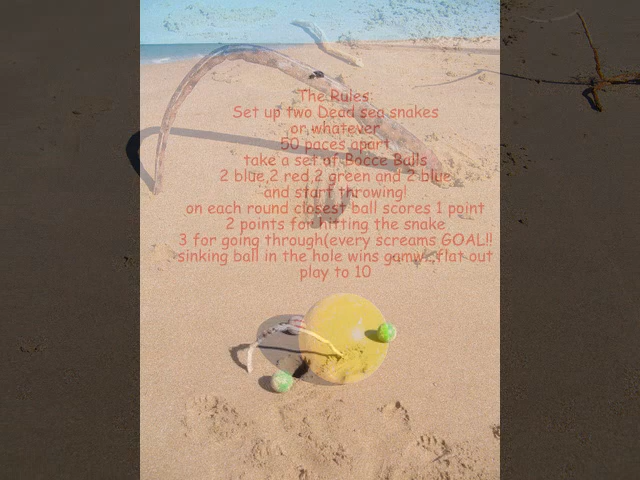 The Rules:
Set up two Dead sea snakes
or whatever
50 paces apart
take a set of Bocce Balls
2 blue,2 red,2 green and 2 blue
and start throwing!
on each round closest ball scores 1 point
2 points for hitting the snake
3 for going through(every screams GOAL!!
sinking ball in the hole wins game...flat out
play to 10